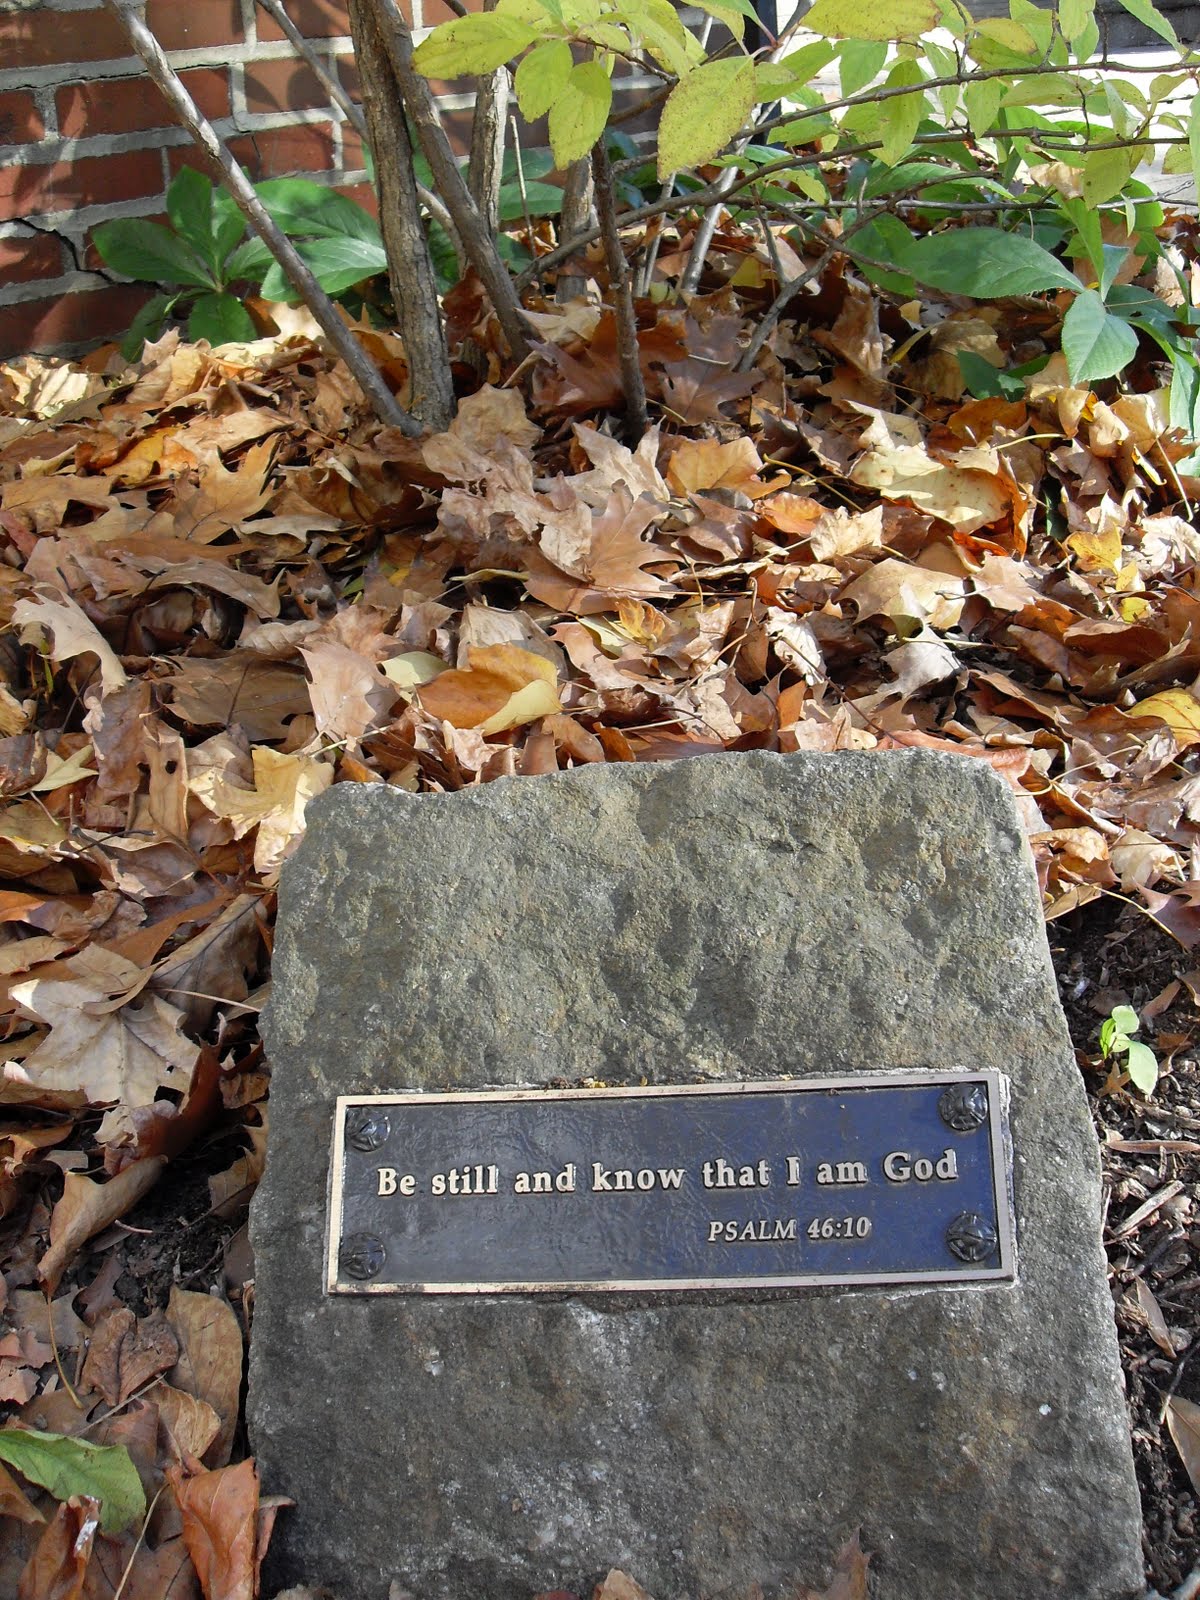 Be still and know that I am God
PSALM 46:10